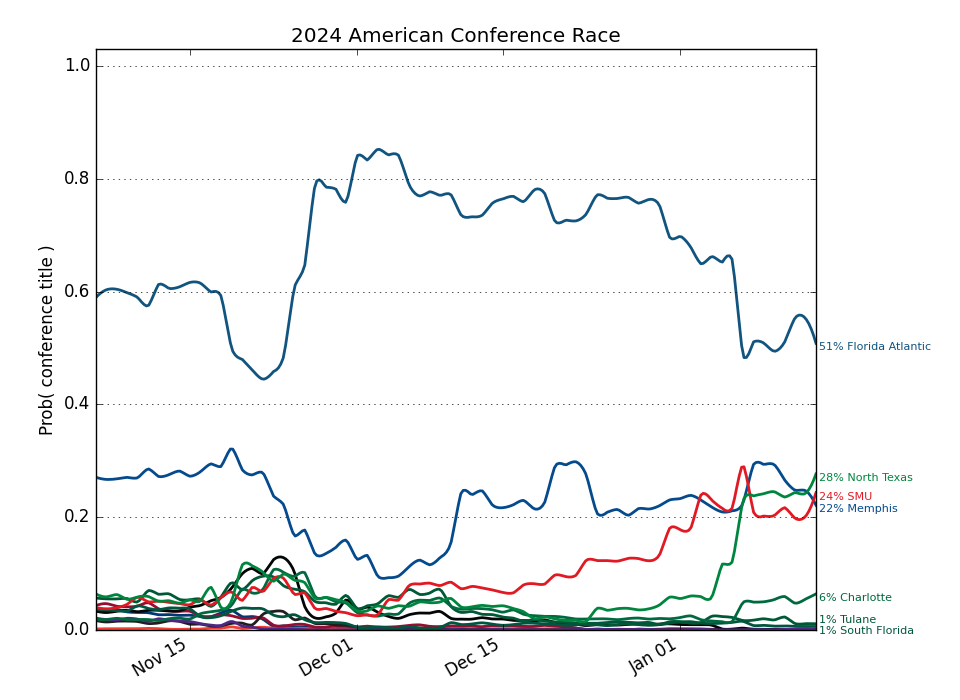 2024 American Conference Race
1.0
0.8
0.6
0.4
0.2
0.0
Prob( conference title )
51% Florida Atlantic
28% North Texas
24% SMU
22% Memphis
6% Charlotte
1% Tulane
1% South Florida
Nov 15
Dec 01
Dec 15
Jan 01